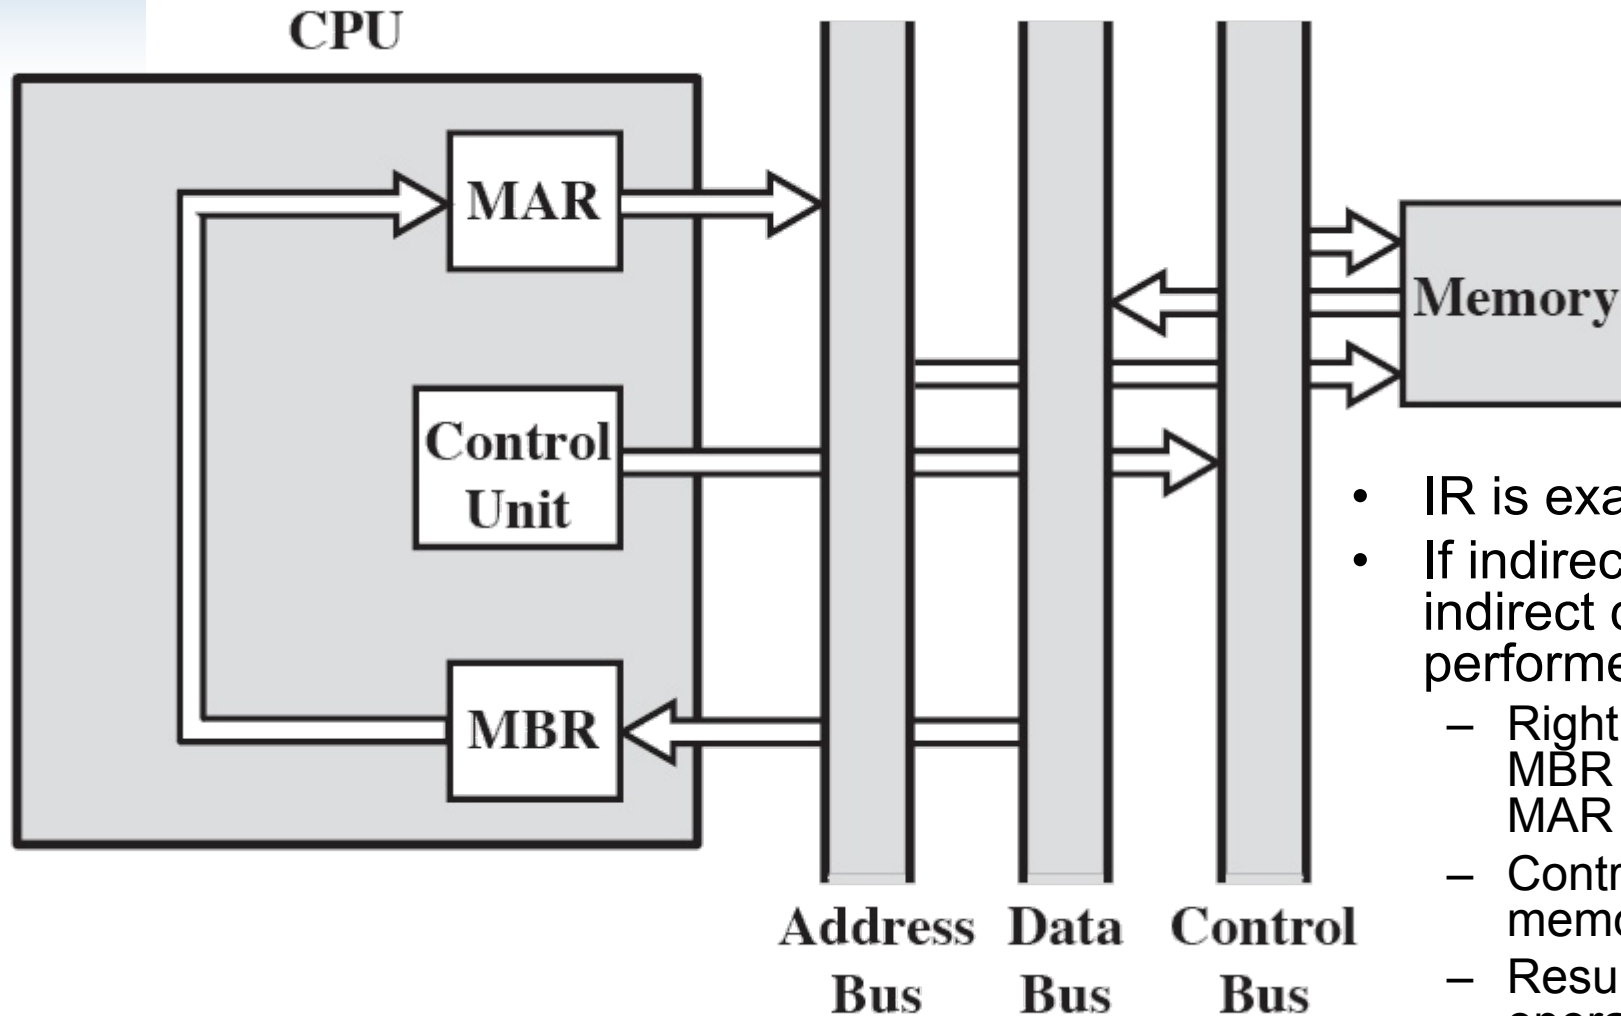 CPU
MAR
Memory
Control
Unit
MBR
Address
Bus
Data
Bus
Control
Bus
• IR is exa
• If indirec
indirect
performe
– Right
MBR
MAR
– Contr
memo
– Resu